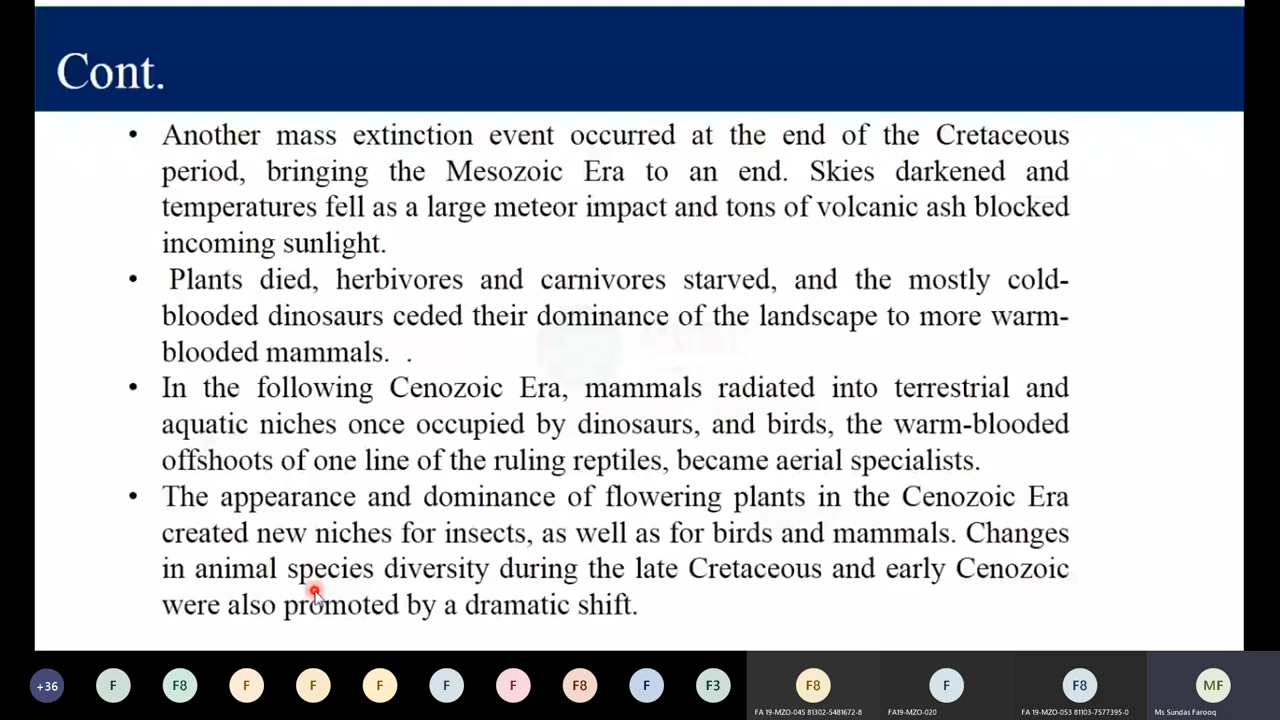 Cont.
• Another mass extinction event occurred at the end of the Cretaceous
period, bringing the Mesozoic Era to an end. Skies darkened and
temperatures fell as a large meteor impact and tons of volcanic ash blocked
incoming sunlight.
• Plants died, herbivores and carnivores starved, and the mostly cold-
blooded dinosaurs ceded their dominance of the landscape to more warm-
blooded mammals. .
• In the following Cenozoic Era, mammals radiated into terrestrial and
aquatic niches once occupied by dinosaurs, and birds, the warm-blooded
offshoots of one line of the ruling reptiles, became aerial specialists.
• The appearance and dominance of flowering plants in the Cenozoic Era
created new niches for insects, as well as for birds and mammals. Changes
in animal species diversity during the late Cretaceous and early Cenozoic
were also promoted by a dramatic shift.
+36 F F8 F F F F F F8 F F3 F8 F F8 MF
FA 19-MZO-045 81302-5481672-8 FA19-MZO-020 FA 19-MZO-053 81103-7577395-0 Ms Sundas Farooq